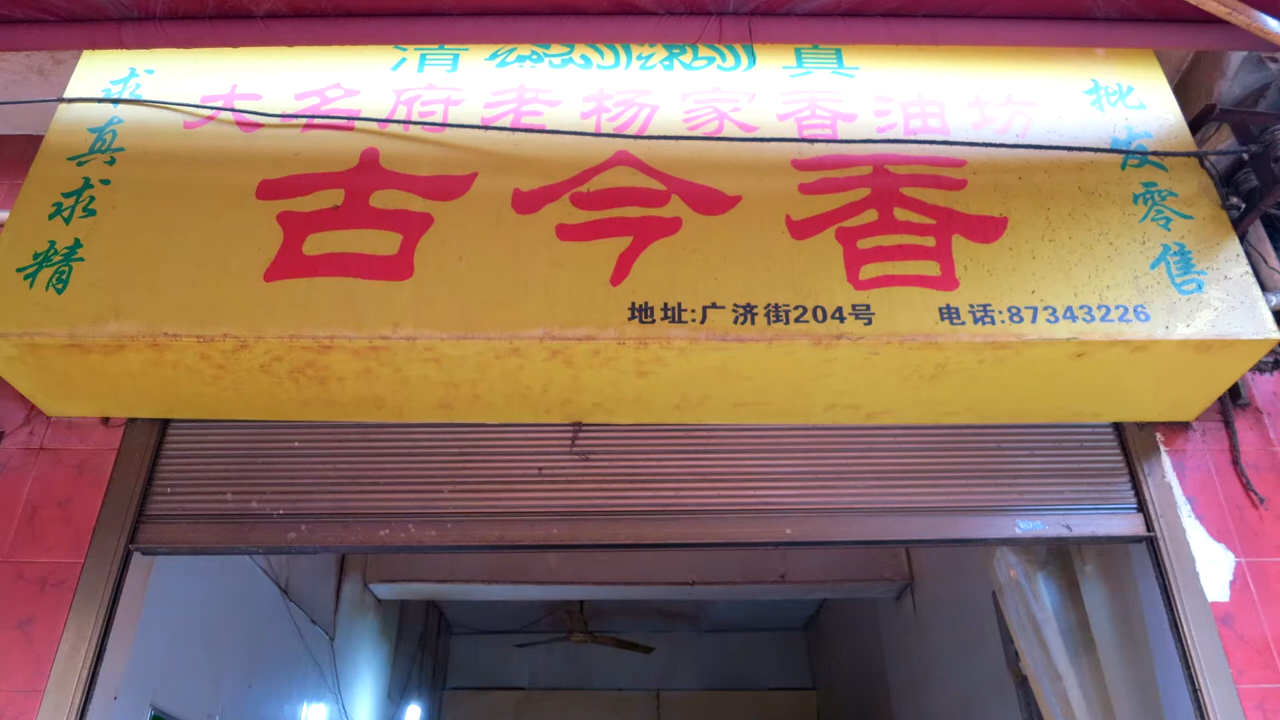 清 真
大名府老杨家香油坊
求真求精
古今香
批发零售
地址:广济街204号 电话:87343226